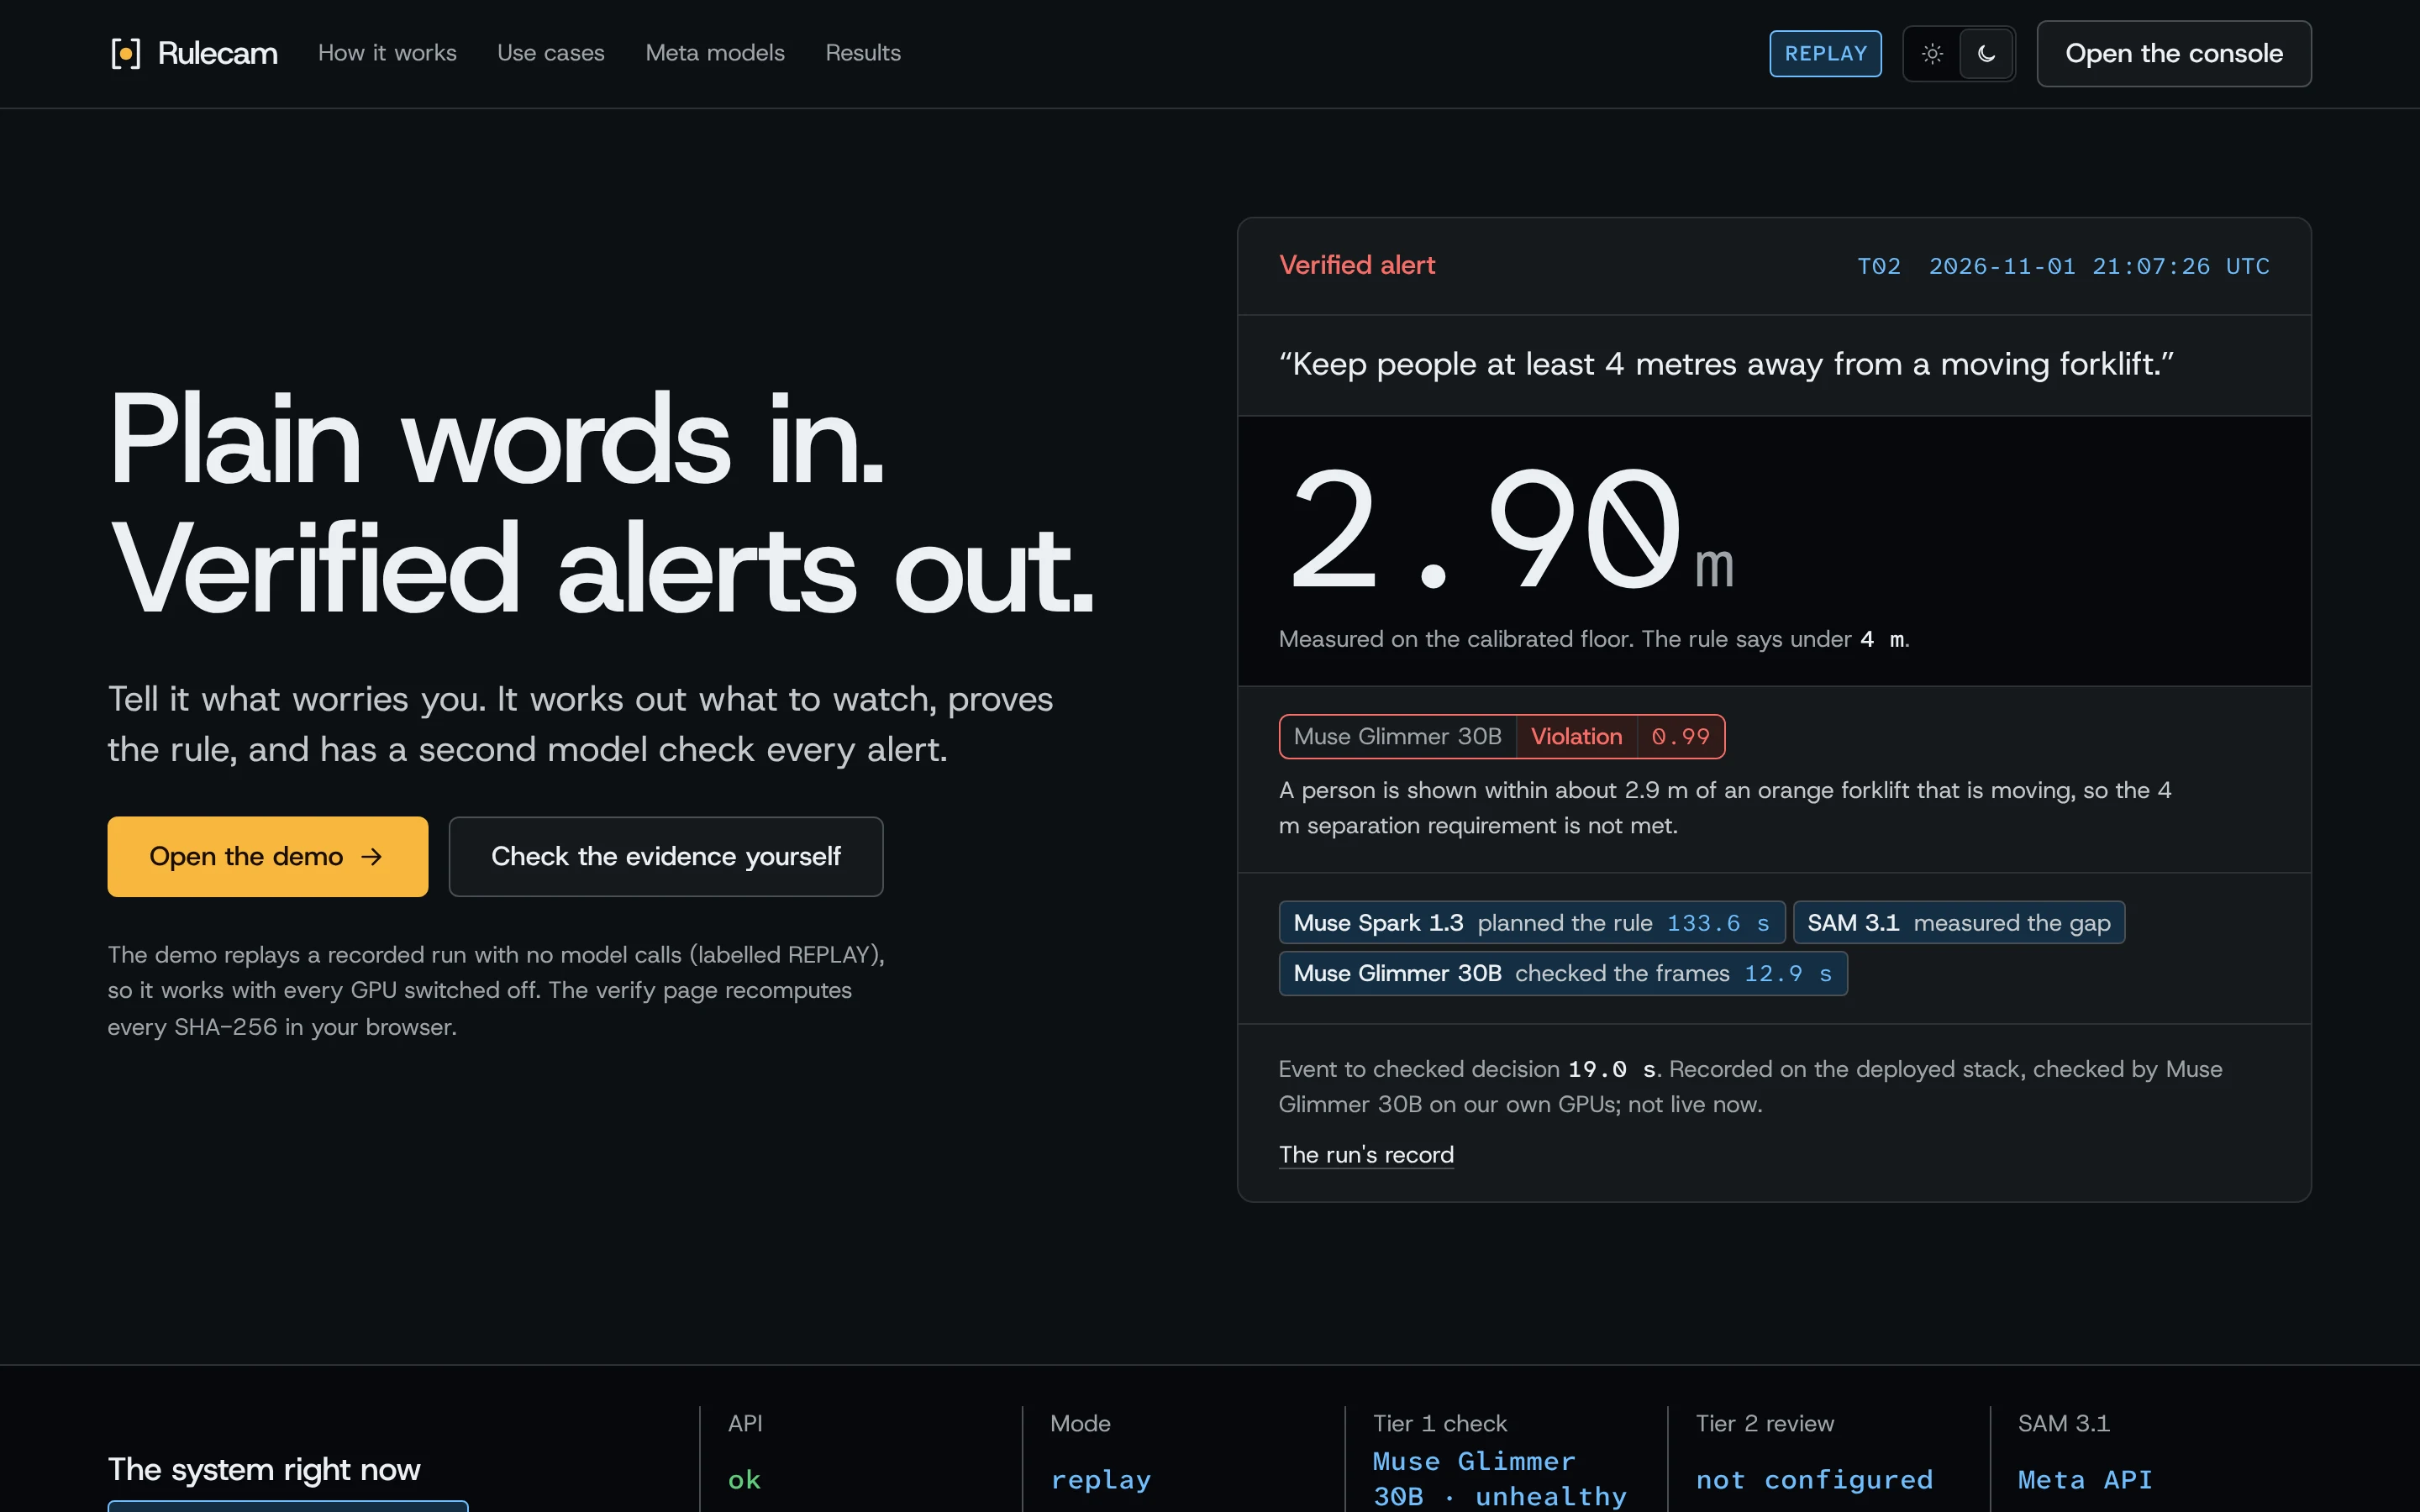 Rulecam How it works Use cases Meta models Results REPLAY Open the console
Plain words in.
Verified alerts out.
Tell it what worries you. It works out what to watch, proves
the rule, and has a second model check every alert.
Open the demo → Check the evidence yourself
The demo replays a recorded run with no model calls (labelled REPLAY),
so it works with every GPU switched off. The verify page recomputes
every SHA-256 in your browser.
Verified alert T02 2026-11-01 21:07:26 UTC
“Keep people at least 4 metres away from a moving forklift.”
2.90 m
Measured on the calibrated floor. The rule says under 4 m.
Muse Glimmer 30B Violation 0.99
A person is shown within about 2.9 m of an orange forklift that is moving, so the 4
m separation requirement is not met.
Muse Spark 1.3 planned the rule 133.6 s SAM 3.1 measured the gap
Muse Glimmer 30B checked the frames 12.9 s
Event to checked decision 19.0 s. Recorded on the deployed stack, checked by Muse
Glimmer 30B on our own GPUs; not live now.
The run's record
The system right now
API
ok
Mode
replay
Tier 1 check
Muse Glimmer
30B · unhealthy
Tier 2 review
not configured
SAM 3.1
Meta API